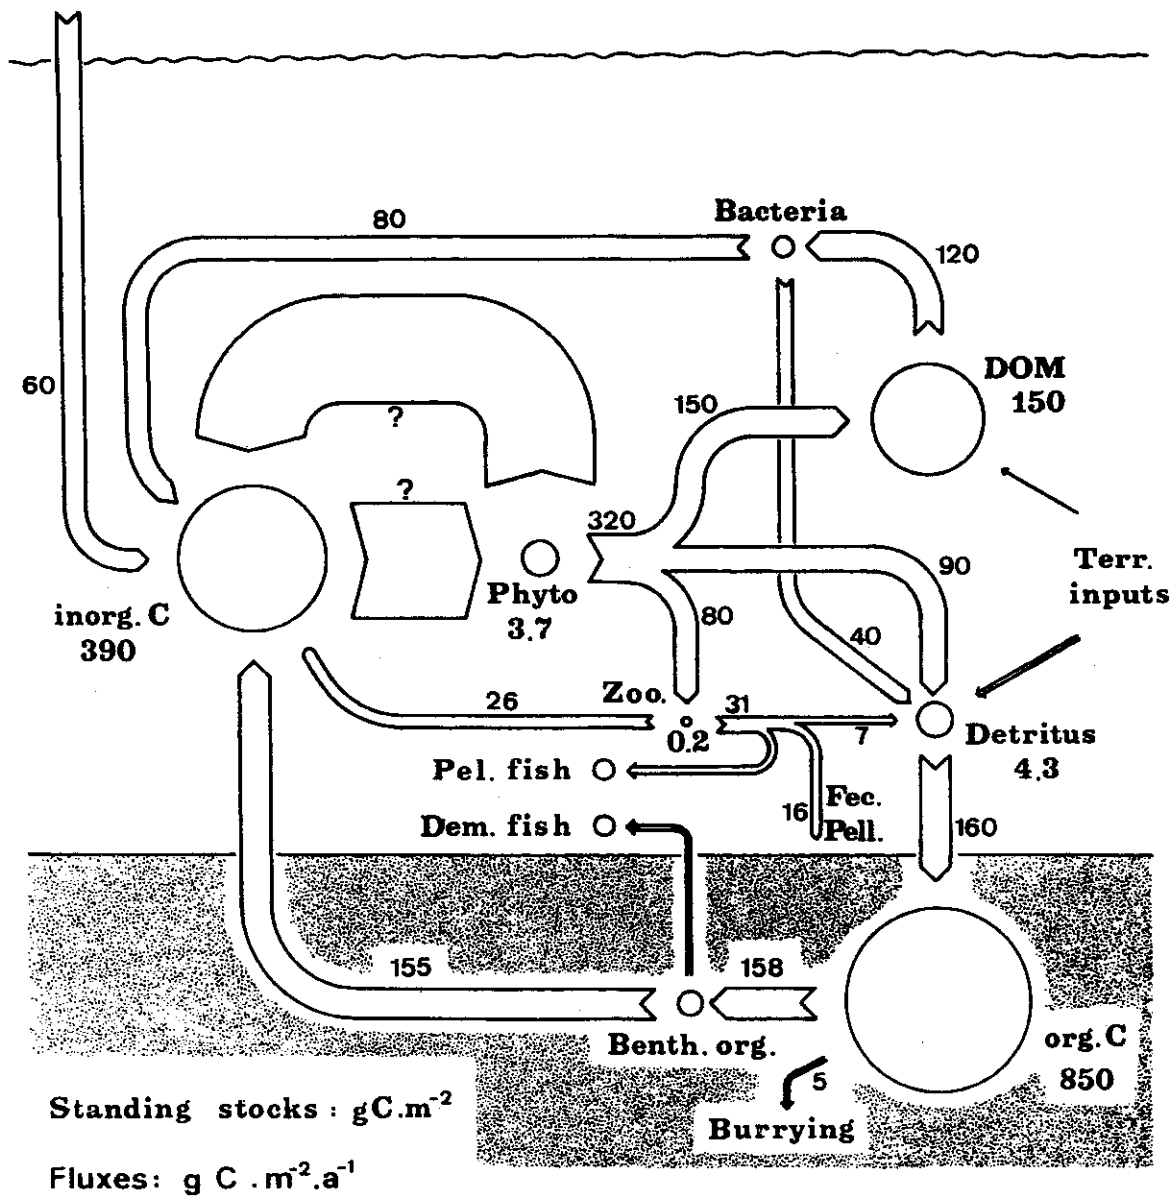 80
Bacteria
120
60
DOM
150
150
?
?
320
Phyto
3.7
90
Terr.
inputs
inorg. C
390
80
40
Zoo.
26
0.2
31
7
Detritus
4.3
Pel. fish
Dem. fish
16
Fec.
Pell.
160
155
158
Benth. org.
org. C
850
5
Burrying
Standing stocks : gC.m⁻²
Fluxes: g C .m⁻².a⁻¹